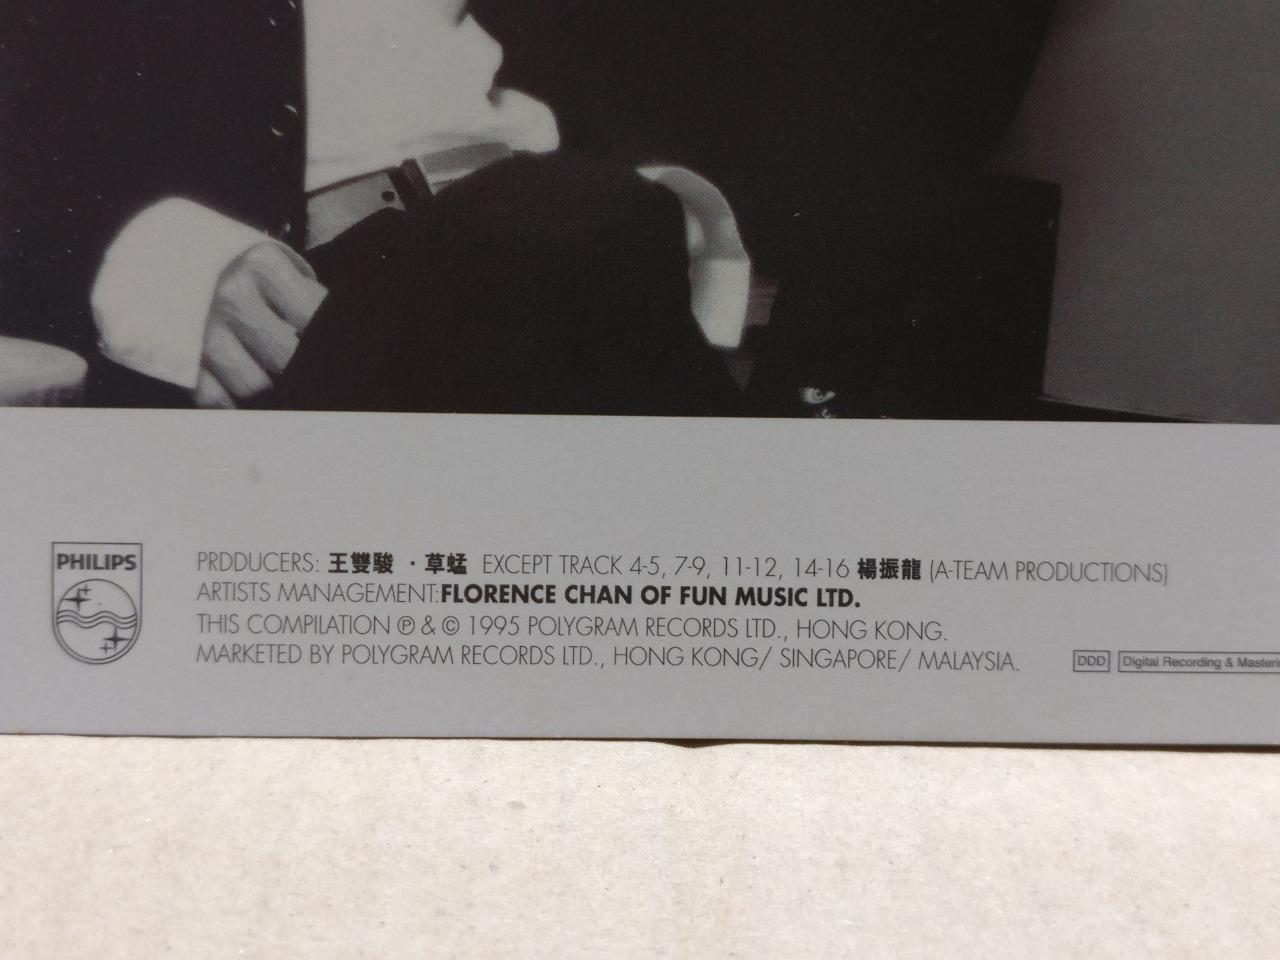 PHILIPS
PRDDUCERS: 王雙駿 · 草蜢 EXCEPT TRACK 4-5, 7-9, 11-12, 14-16 楊振龍 (A-TEAM PRODUCTIONS)
ARTISTS MANAGEMENT:FLORENCE CHAN OF FUN MUSIC LTD.
THIS COMPILATION ℗ & © 1995 POLYGRAM RECORDS LTD., HONG KONG.
MARKETED BY POLYGRAM RECORDS LTD., HONG KONG/ SINGAPORE/ MALAYSIA.
DDD Digital Recording &